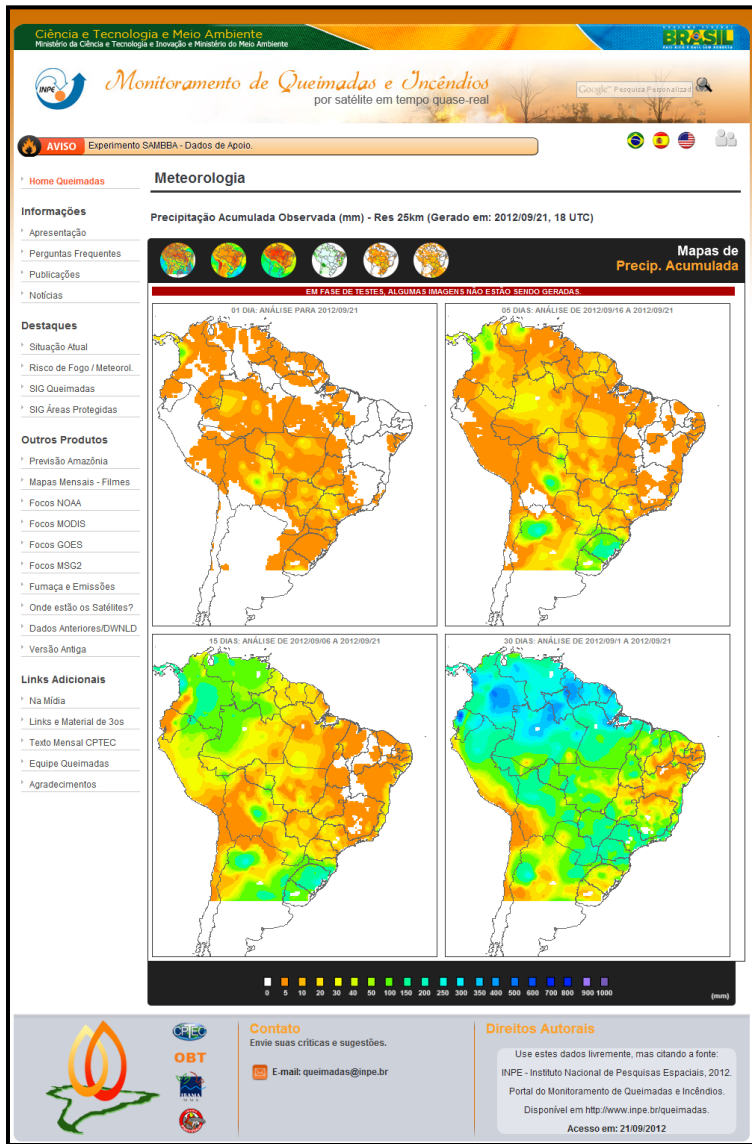 Ciência e Tecnologia e Meio Ambiente
Ministério da Ciência e Tecnologia e Inovação e Ministério do Meio Ambiente
BRASIL
INPE
Monitoramento de Queimadas e Incêndios
por satélite em tempo quase-real
Google™ Pesquisa Personalizad
AVISO
Experimento SAMBBA - Dados de Apoio.
Home Queimadas
Informações
Apresentação
Perguntas Frequentes
Publicações
Notícias
Destaques
Situação Atual
Risco de Fogo / Meteorol.
SIG Queimadas
SIG Áreas Protegidas
Outros Produtos
Previsão Amazônia
Mapas Mensais - Filmes
Focos NOAA
Focos MODIS
Focos GOES
Focos MSG2
Fumaça e Emissões
Onde estão os Satélites?
Dados Anteriores/DWNLD
Versão Antiga
Links Adicionais
Na Mídia
Links e Material de 3os
Texto Mensal CPTEC
Equipe Queimadas
Agradecimentos
Meteorologia
Precipitação Acumulada Observada (mm) - Res 25km (Gerado em: 2012/09/21, 18 UTC)
Mapas de
Precip. Acumulada
EM FASE DE TESTES, ALGUMAS IMAGENS NÃO ESTÃO SENDO GERADAS.
01 DIA: ANÁLISE PARA 2012/09/21
05 DIAS: ANÁLISE DE 2012/09/16 A 2012/09/21
15 DIAS: ANÁLISE DE 2012/09/06 A 2012/09/21
30 DIAS: ANÁLISE DE 2012/09/1 A 2012/09/21
0 5 10 20 30 40 50 100 150 200 250 300 350 400 500 600 700 800 900 1000
(mm)
CPTEC
OBT
IBAMA
Contato
Envie suas críticas e sugestões.
E-mail: queimadas@inpe.br
Direitos Autorais
Use estes dados livremente, mas citando a fonte:
INPE - Instituto Nacional de Pesquisas Espaciais, 2012.
Portal do Monitoramento de Queimadas e Incêndios.
Disponível em http://www.inpe.br/queimadas.
Acesso em: 21/09/2012